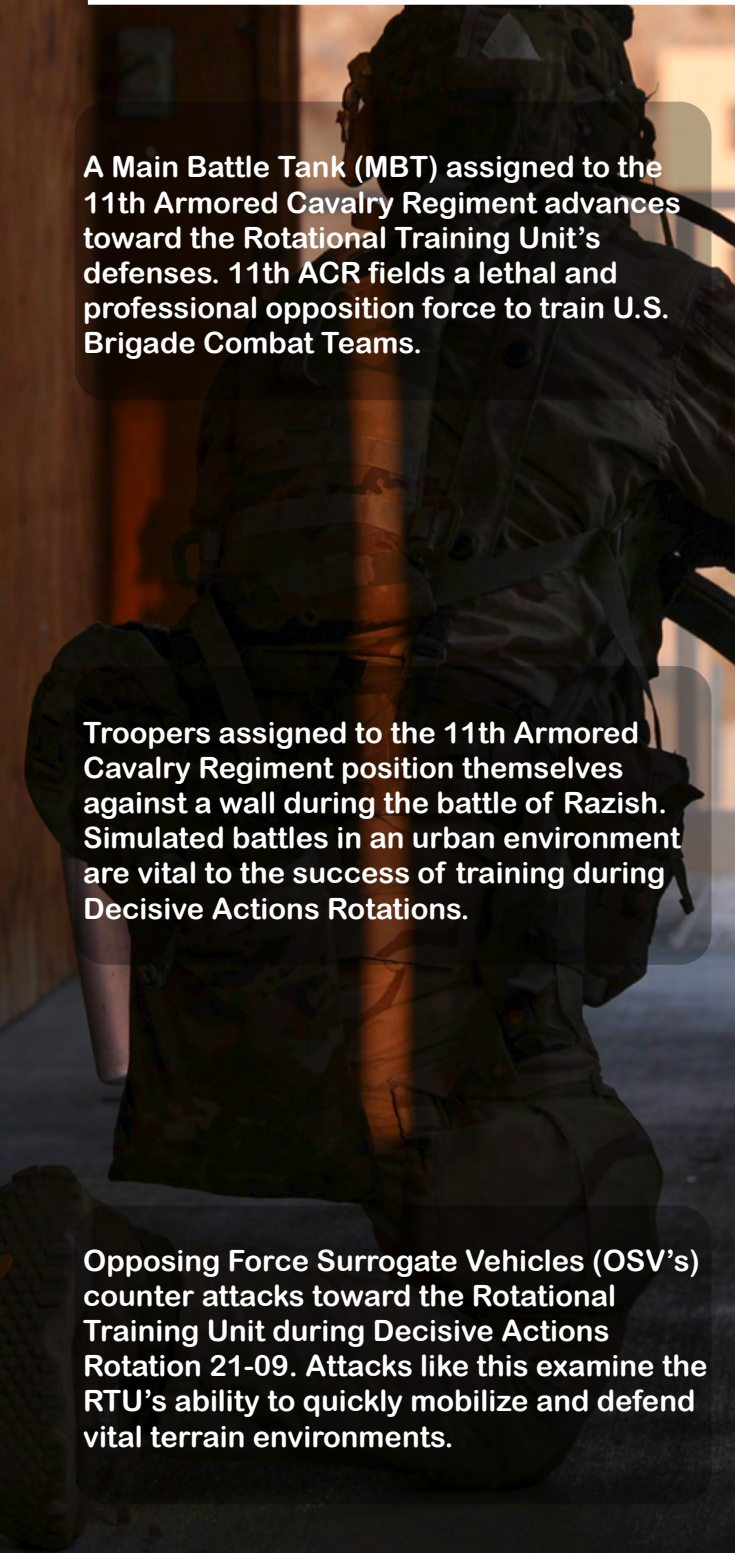 A Main Battle Tank (MBT) assigned to the
11th Armored Cavalry Regiment advances
toward the Rotational Training Unit’s
defenses. 11th ACR fields a lethal and
professional opposition force to train U.S.
Brigade Combat Teams.
Troopers assigned to the 11th Armored
Cavalry Regiment position themselves
against a wall during the battle of Razish.
Simulated battles in an urban environment
are vital to the success of training during
Decisive Actions Rotations.
Opposing Force Surrogate Vehicles (OSV’s)
counter attacks toward the Rotational
Training Unit during Decisive Actions
Rotation 21-09. Attacks like this examine the
RTU’s ability to quickly mobilize and defend
vital terrain environments.